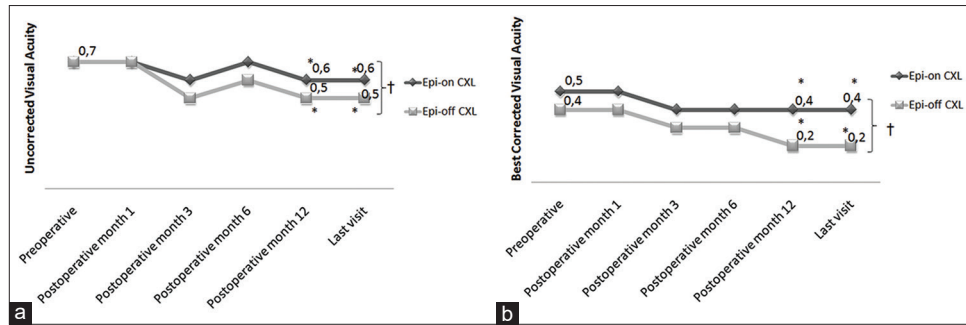 Uncorrected Visual Acuity
0,7
* 0,6
* 0,6
0,5
0,5
* *
†
Epi-on CXL
Epi-off CXL
Preoperative
Postoperative month 1
Postoperative month 3
Postoperative month 6
Postoperative month 12
Last visit
a
Best Corrected Visual Acuity
0,5
0,4
* *
0,4
0,4
* *
0,2
0,2
†
Epi-on CXL
Epi-off CXL
Preoperative
Postoperative month 1
Postoperative month 3
Postoperative month 6
Postoperative month 12
Last visit
b